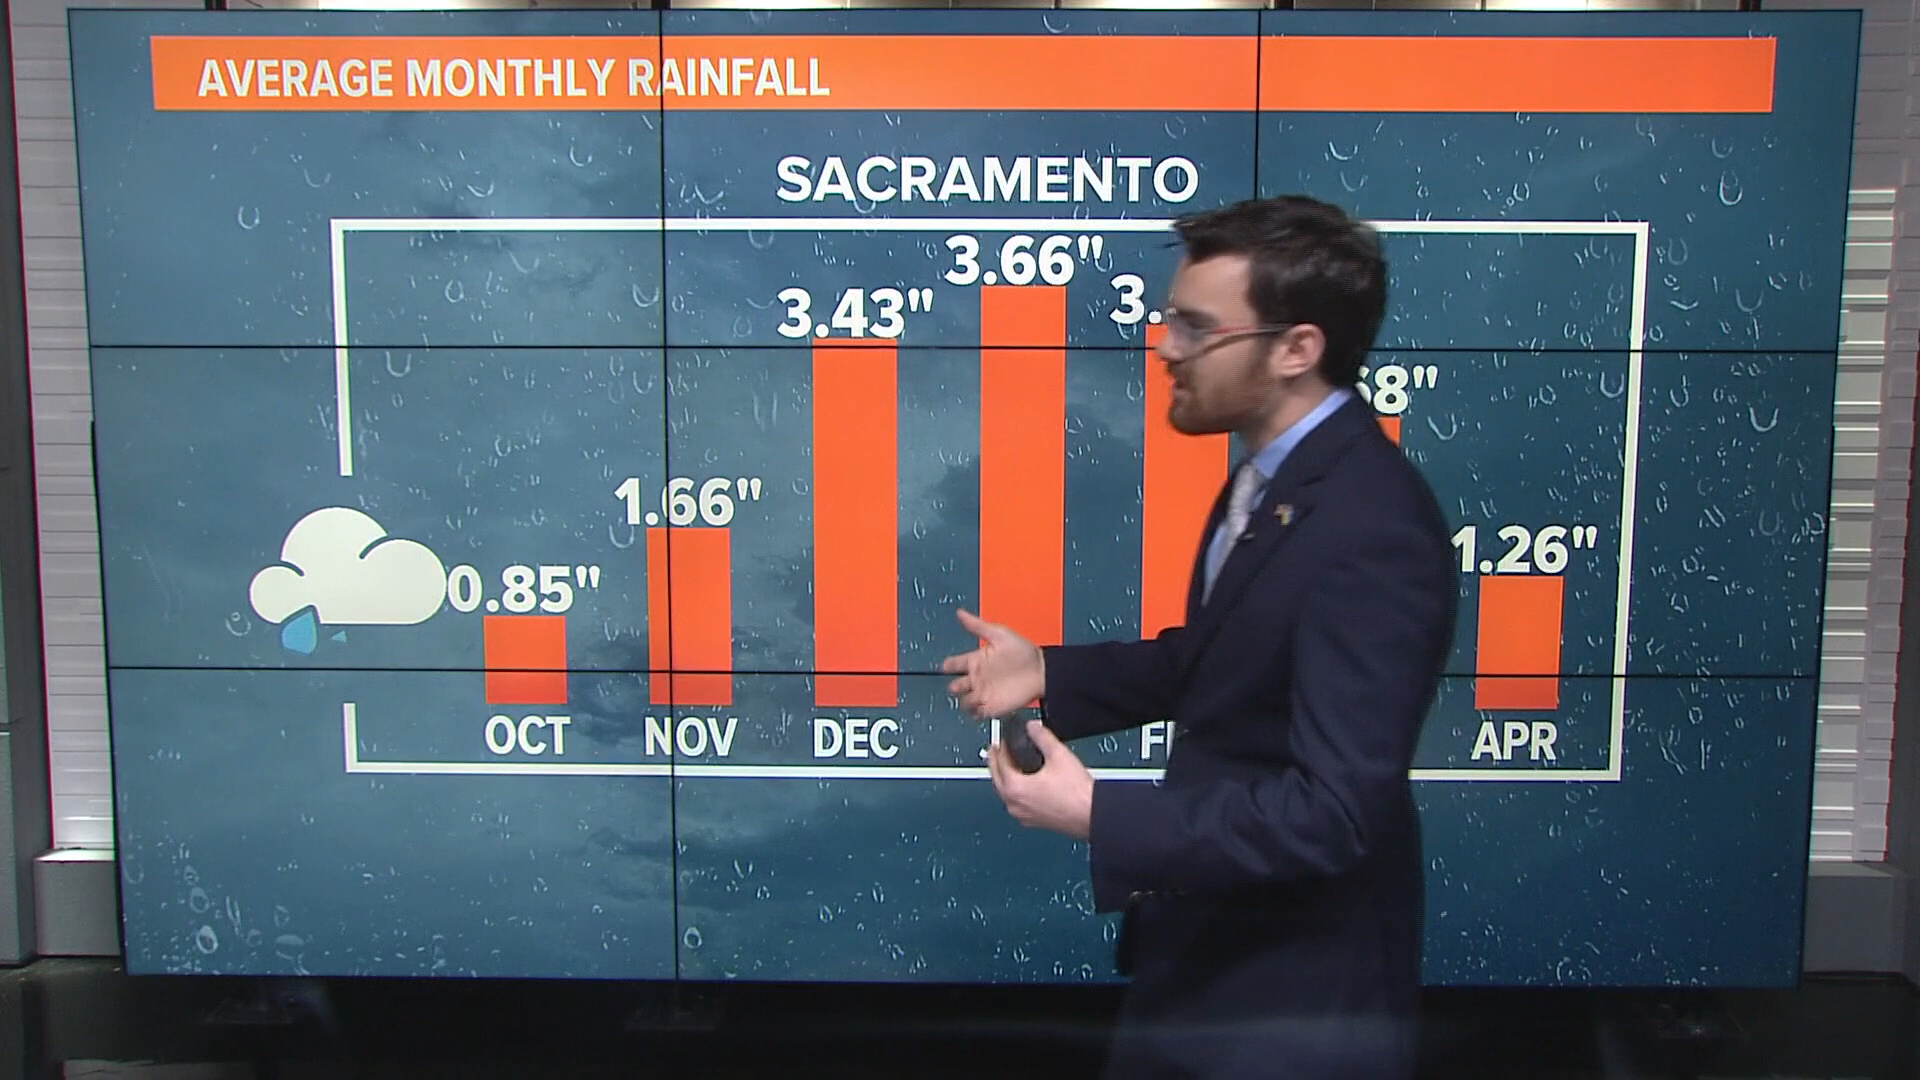 AVERAGE MONTHLY RAINFALL
SACRAMENTO
3.66"
3.43"
1.66"
0.85"
1.26"
OCT NOV DEC APR